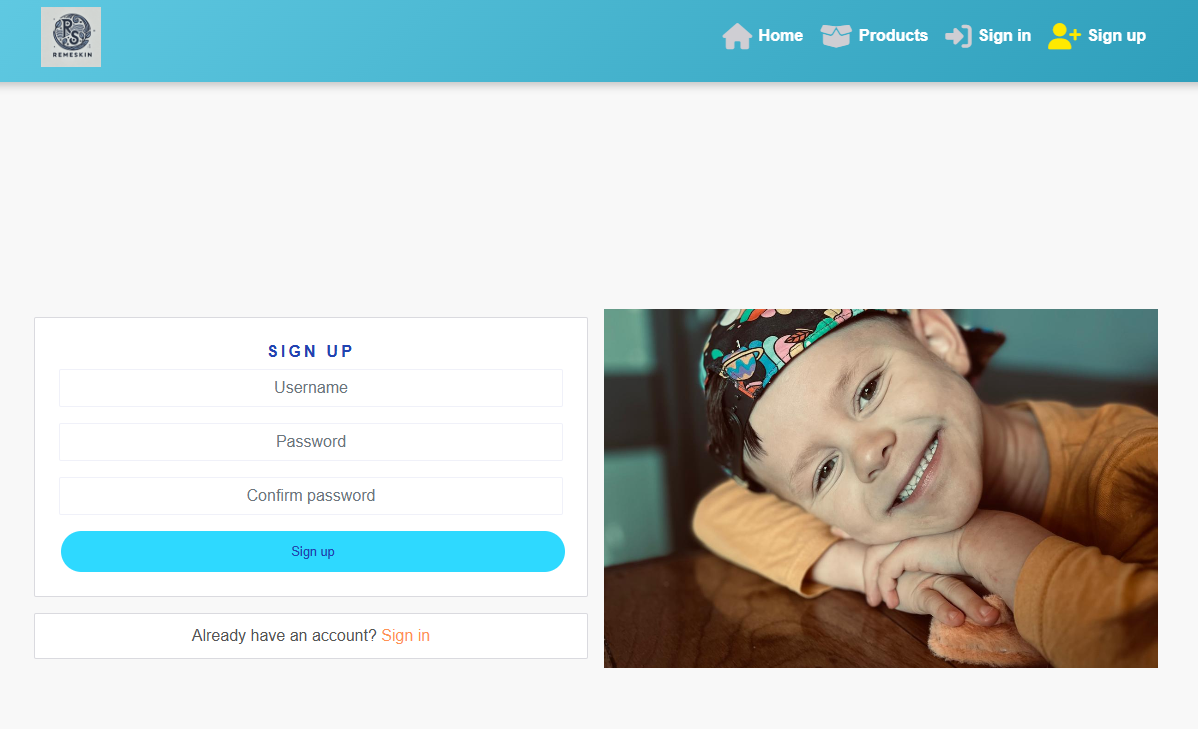 RS
REMESKIN
Home Products Sign in Sign up
SIGN UP
Username
Password
Confirm password
Sign up
Already have an account? Sign in